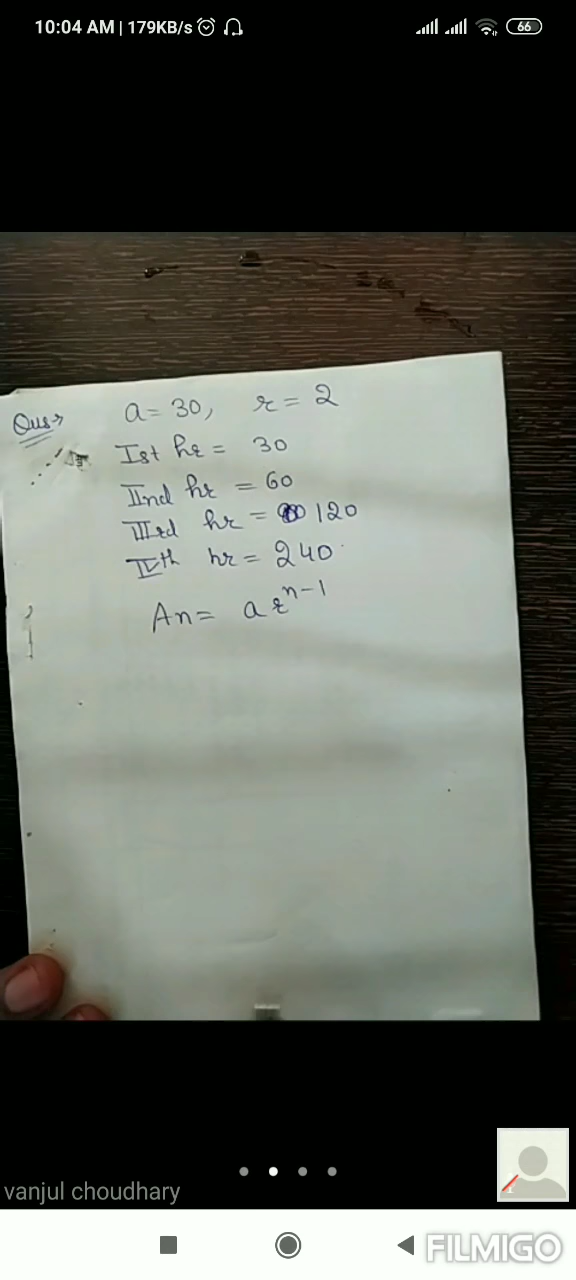 10:04 AM | 179KB/s
66
Ques→ a = 30, r = 2
Ist hr = 30
IInd hr = 60
IIIrd hr = 120
IVth hr = 240
An = ar^n-1
vanjul choudhary
FILMIGO